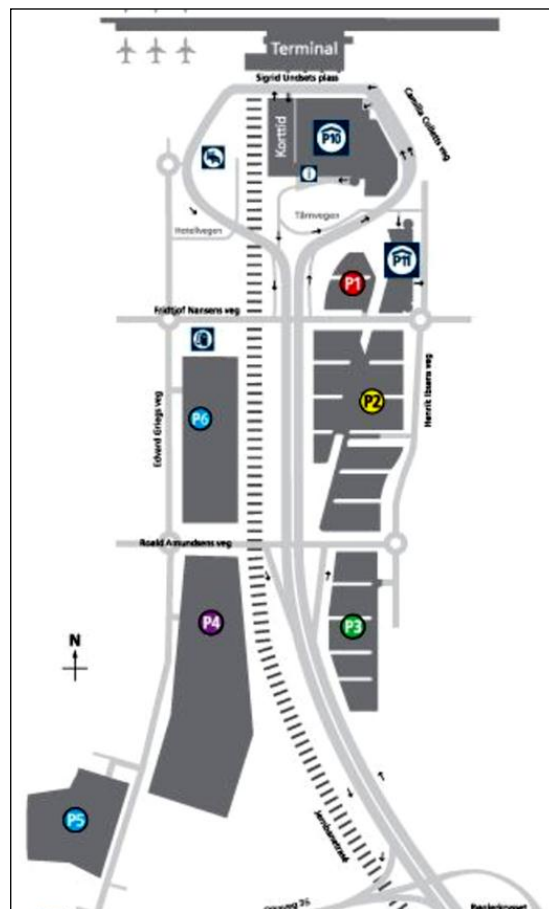 Terminal
Sigrid Undsets plass
Camilla Colletts veg
Korttid
P10
i
Tårnvegen
Hotellvegen
P11
P1
Fridtjof Nansens veg
P2
Henrik Ibsens veg
P6
Edvard Griegs veg
Roald Amundsens veg
P4
P3
N
P5
Jernbanetrasé